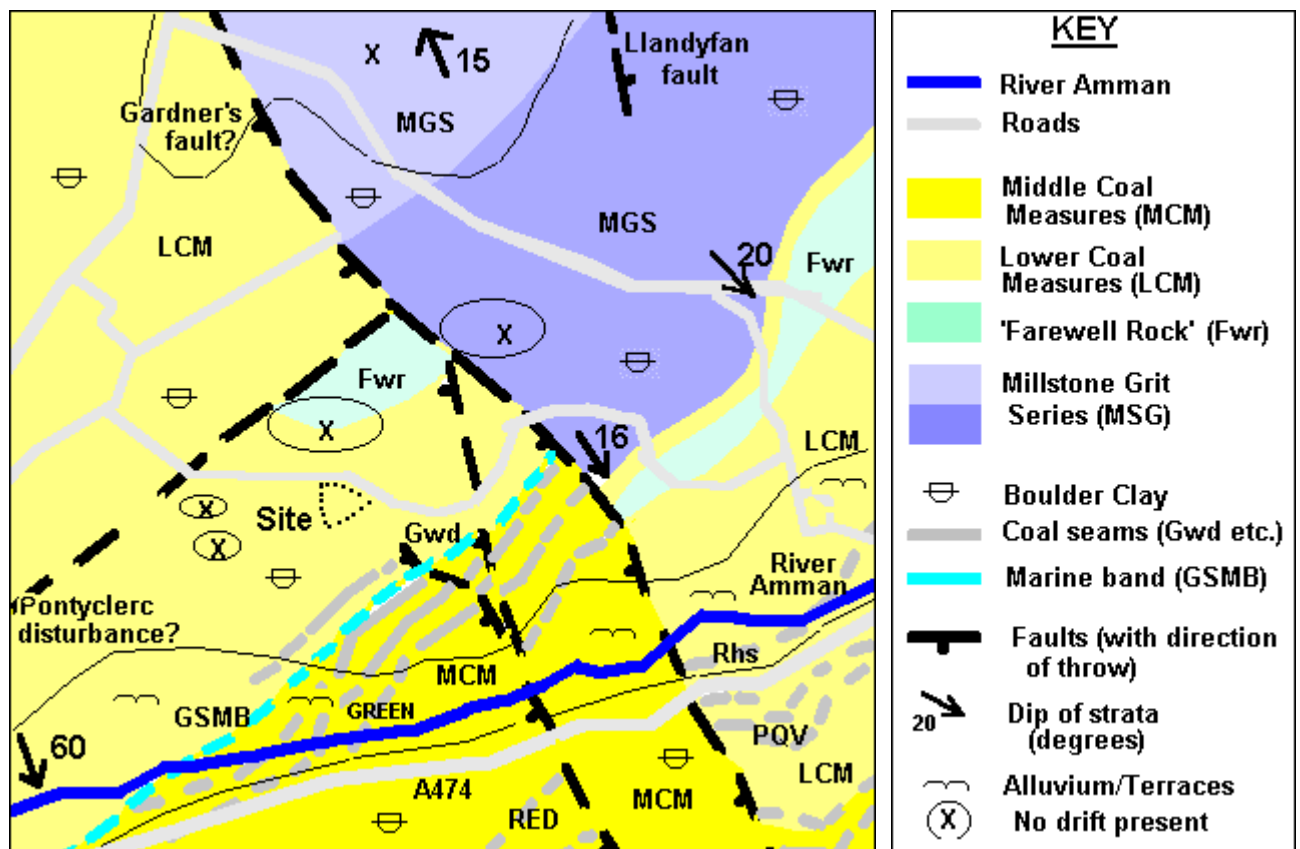 15
Llandyfan
fault
X
Gardner's
fault?
MGS
LCM
MGS
20
Fwr
X
Fwr
X
16
LCM
X
Site
X
Gwd
River
Amman
Pontyclerc
disturbance?
MCM
Rhs
GSMB
GREEN
PQV
60
LCM
A474
MCM
RED
KEY
River Amman
Roads
Middle Coal
Measures (MCM)
Lower Coal
Measures (LCM)
'Farewell Rock' (Fwr)
Millstone Grit
Series (MSG)
Boulder Clay
Coal seams (Gwd etc.)
Marine band (GSMB)
Faults (with direction
of throw)
20
Dip of strata
(degrees)
Alluvium/Terraces
X
No drift present